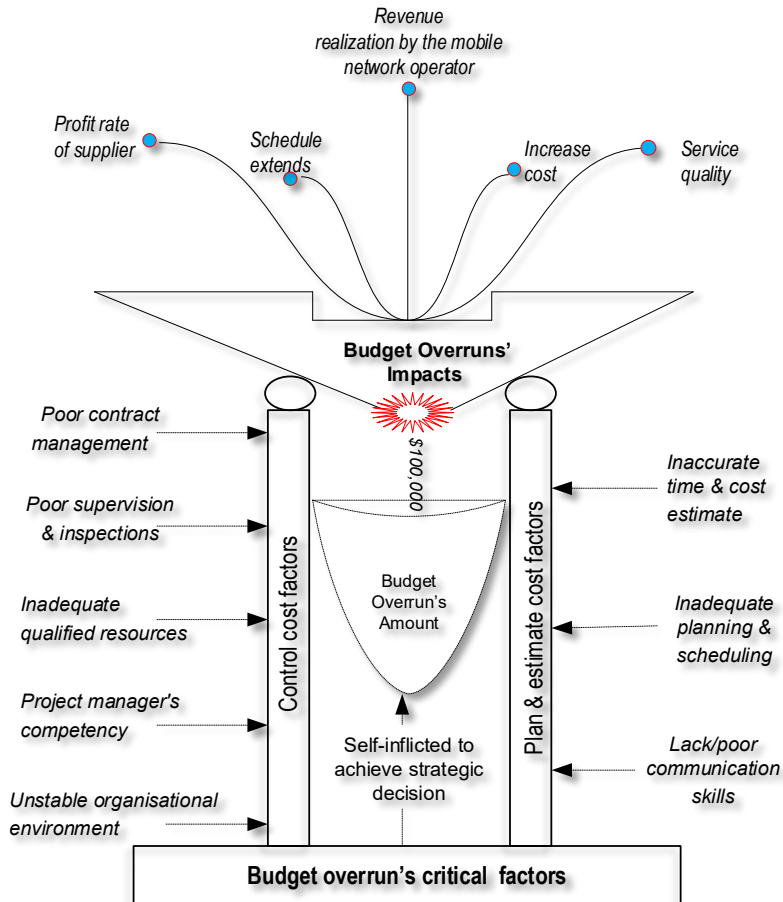 Revenue
realization by the mobile
network operator
Profit rate
of supplier
Schedule
extends
Increase
cost
Service
quality
Budget Overruns'
Impacts
$100,000
Poor contract
management
Poor supervision
& inspections
Inadequate
qualified resources
Project manager's
competency
Unstable organisational
environment
Control cost factors
Budget
Overrun's
Amount
Self-inflicted to
achieve strategic
decision
Plan & estimate cost factors
Inaccurate
time & cost
estimate
Inadequate
planning &
scheduling
Lack/poor
communication
skills
Budget overrun's critical factors